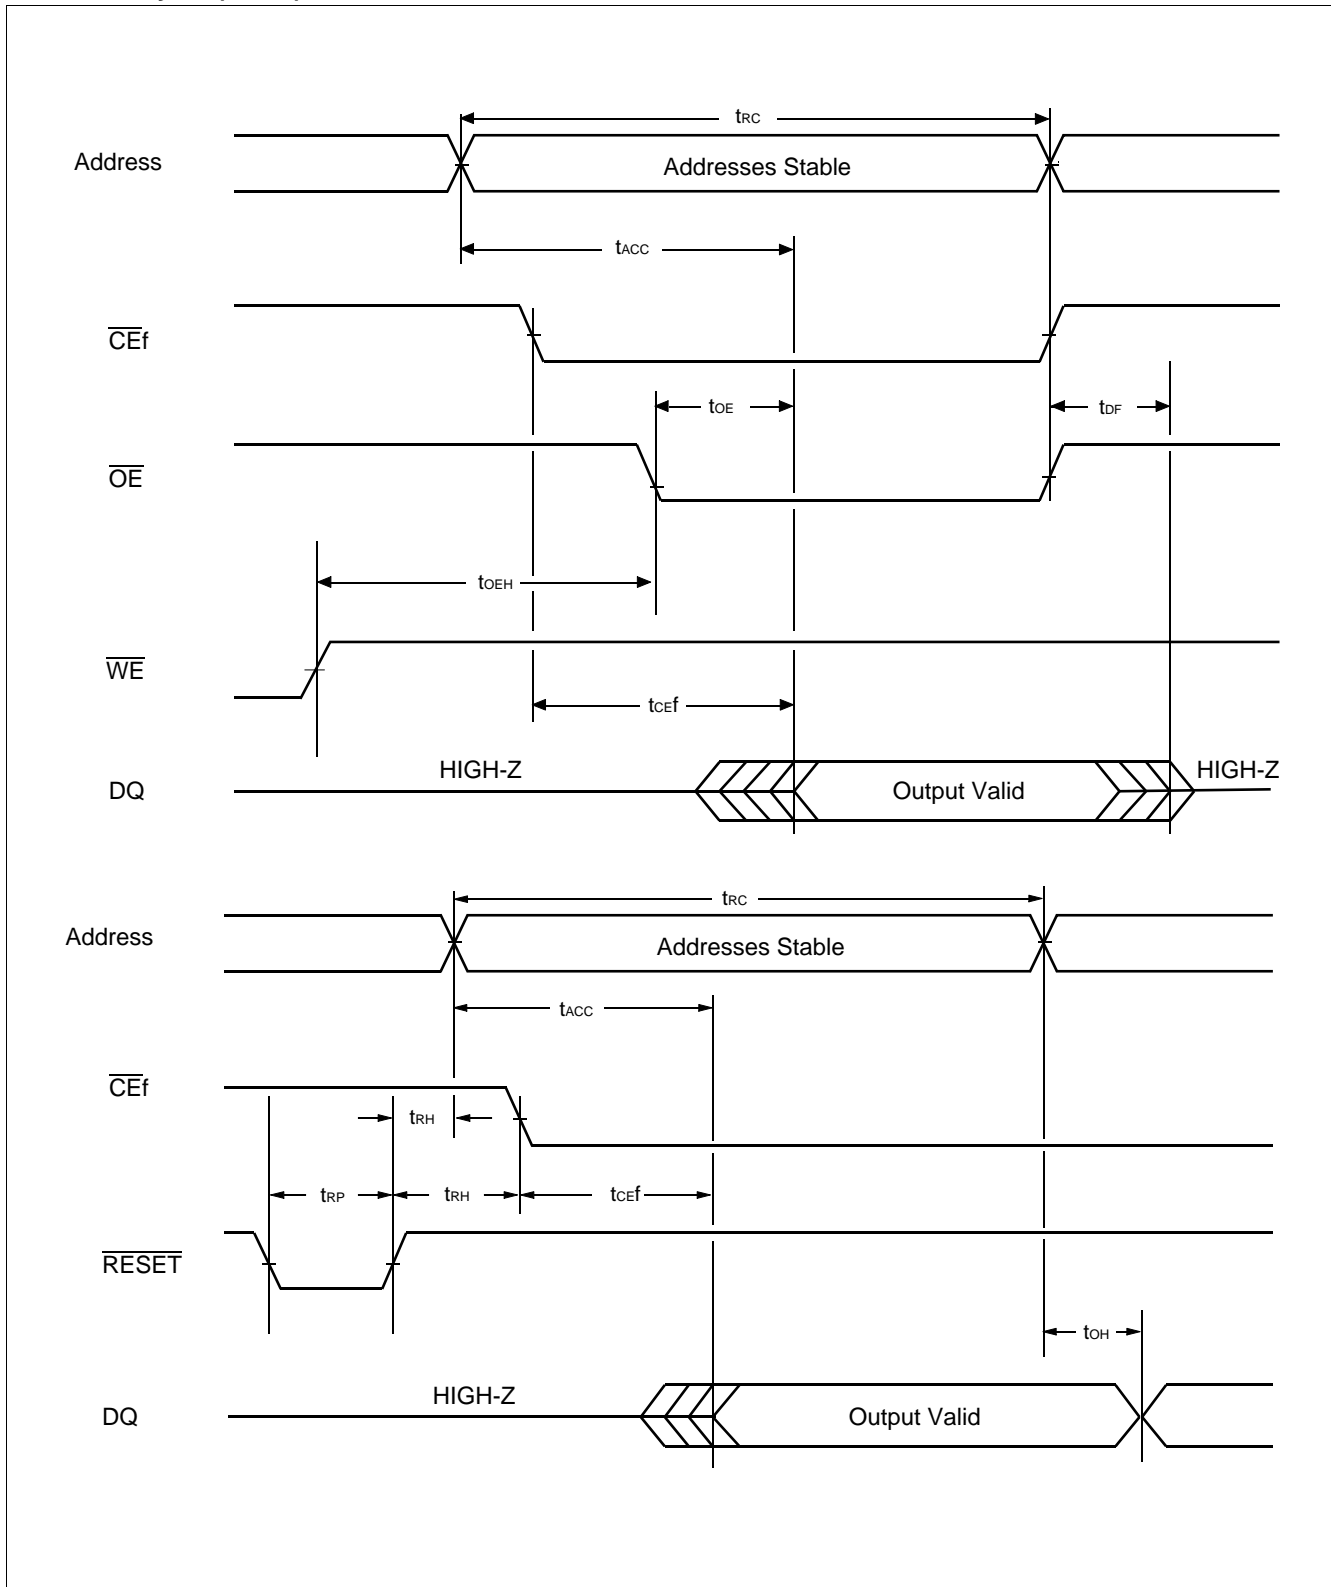 tRC
Address
Addresses Stable
tACC
CEf
tOE
tDF
OE
tOEH
WE
tCEf
HIGH-Z
HIGH-Z
DQ
Output Valid
tRC
Address
Addresses Stable
tACC
CEf
tRH
tRP
tRH
tCEf
RESET
tOH
HIGH-Z
DQ
Output Valid